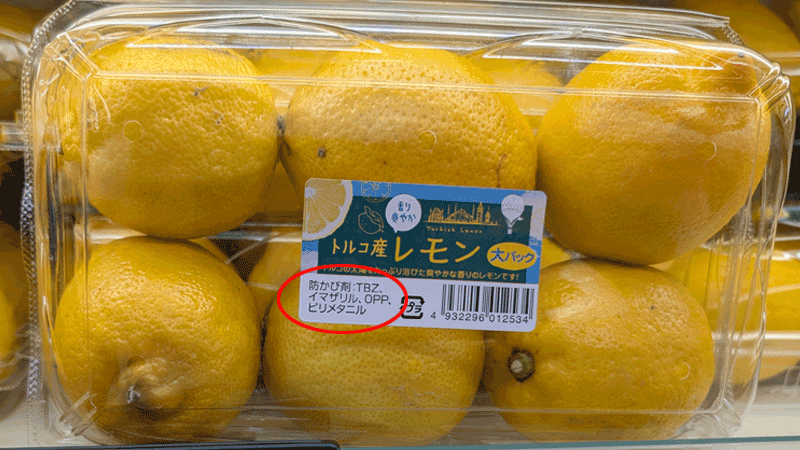 香り
爽やか
Turkish Lemon
トルコ産レモン
大パック
トルコの太陽をたっぷり浴びた爽やかな香りのレモンです!
防かび剤:TBZ、
イマザリル、OPP、
ピリメタニル
プラ
4 932296 012534